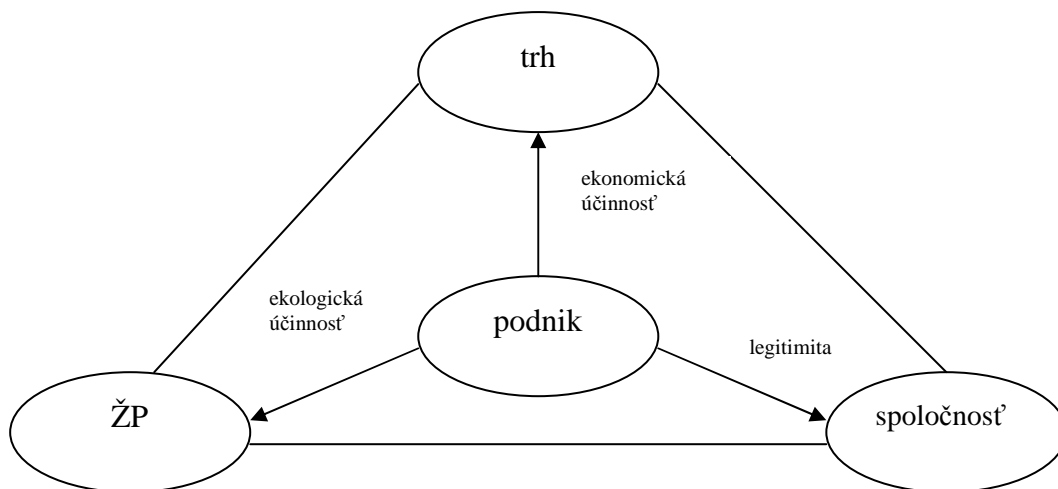 trh
ekonomická
účinnosť
ekologická
účinnosť
podnik
legitimita
ŽP
spoločnosť